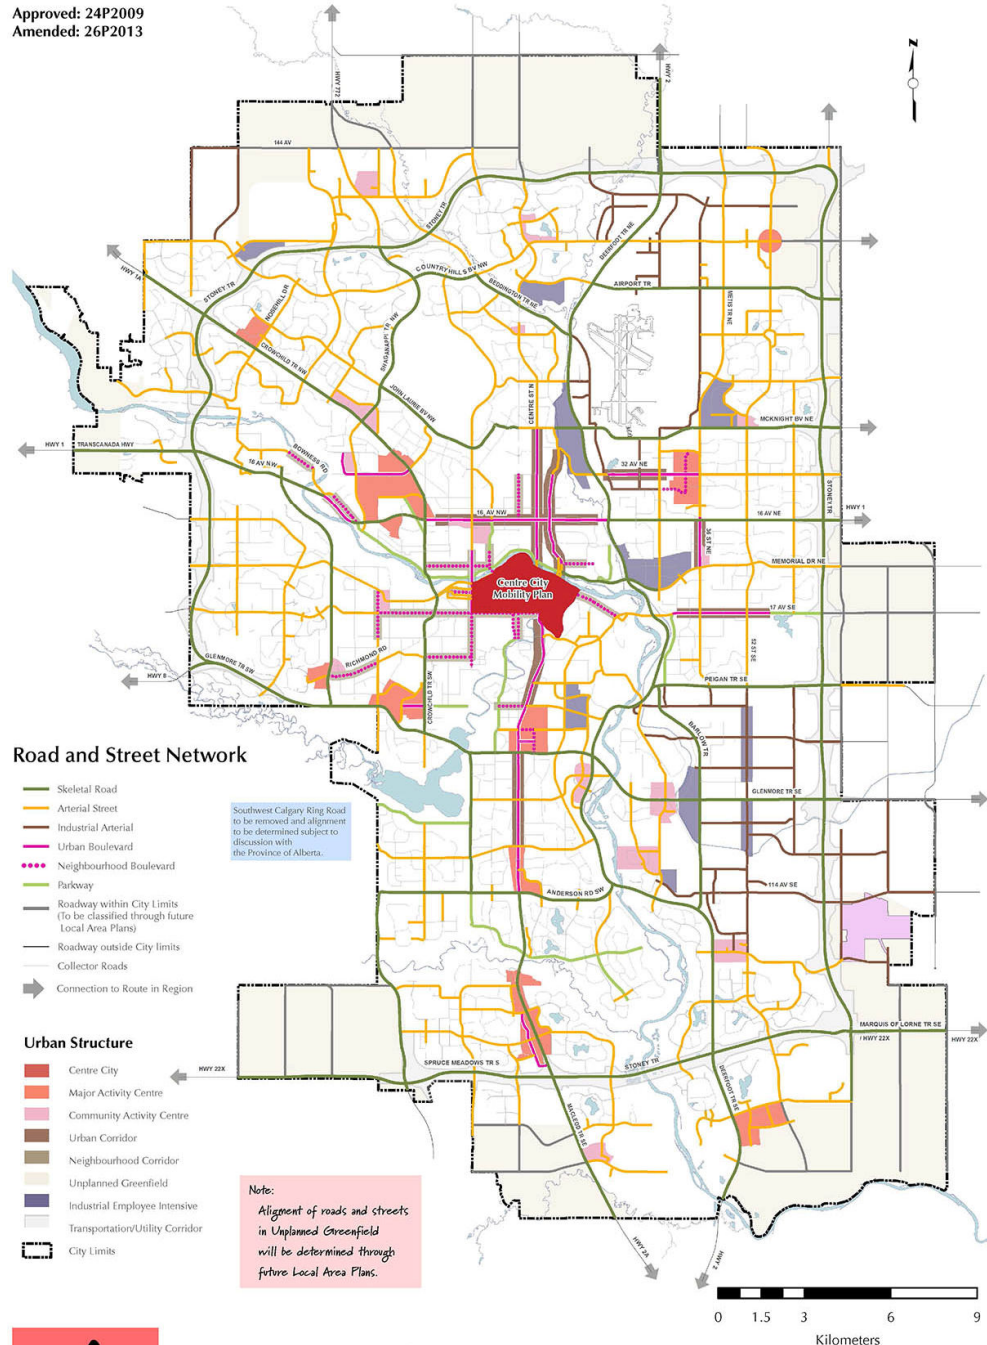 Approved: 24P2009
Amended: 26P2013
N
HWY 772
HWY 2
144 AV
STONEY TR
DEERFOOT TR NE
HWY 1A
COUNTRY HILLS BV NW
BEDDINGTON TR NE
AIRPORT TR
STONEY TR
NOSEHILL DR
METIS TR NE
SHAGANAPPI TR NW
CROWCHILD TR NW
JOHN LAURIE BV NW
CENTRE ST N
MCKNIGHT BV NE
HWY 1
TRANSCANADA HWY
BOWNESS RD
16 AV NW
32 AV NE
STONEY TR
16 AV NW
16 AV NE
HWY 1
36 ST NE
MEMORIAL DR NE
Centre City
Mobility Plan
17 AV SE
52 ST SE
RICHMOND RD
GLENMORE TR SW
HWY 8
CROWCHILD TR SW
PEIGAN TR SE
BARLOW TR
GLENMORE TR SE
Road and Street Network
Skeletal Road
Arterial Street
Industrial Arterial
Urban Boulevard
Neighbourhood Boulevard
Parkway
Roadway within City Limits
(To be classified through future
Local Area Plans)
Roadway outside City limits
Collector Roads
Connection to Route in Region
Southwest Calgary Ring Road
to be removed and alignment
to be determined subject to
discussion with
the Province of Alberta.
114 AV SE
ANDERSON RD SW
MARQUIS OF LORNE TR SE
HWY 22X
HWY 22X
SPRUCE MEADOWS TR S
STONEY TR
HWY 22X
DEERFOOT TR SE
MACLEOD TR SE
Urban Structure
Centre City
Major Activity Centre
Community Activity Centre
Urban Corridor
Neighbourhood Corridor
Unplanned Greenfield
Industrial Employee Intensive
Transportation/Utility Corridor
City Limits
Note:
Aligment of roads and streets
in Unplanned Greenfield
will be determined through
future Local Area Plans.
HWY 2A
HWY 2
0 1.5 3 6 9
Kilometers